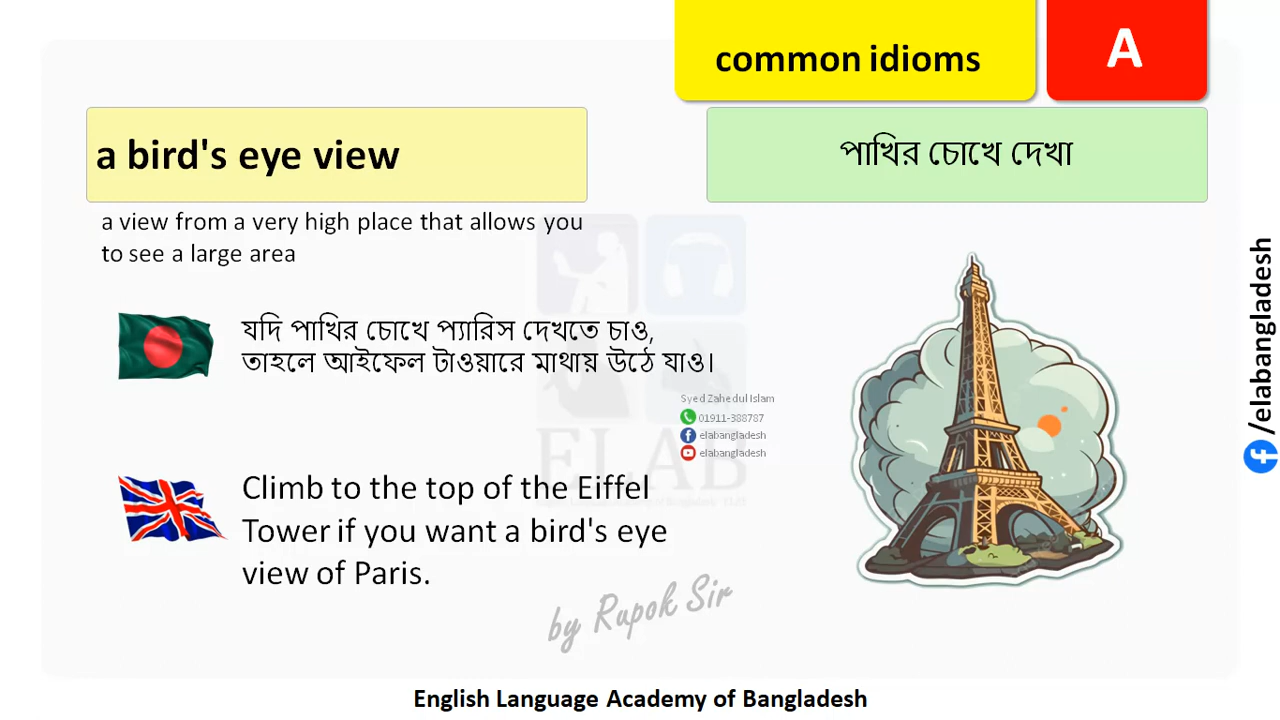 common idioms
A
a bird's eye view
পাখির চোখে দেখা
a view from a very high place that allows you
to see a large area
যদি পাখির চোখে প্যারিস দেখতে চাও,
তাহলে আইফেল টাওয়ারে মাথায় উঠে যাও।
Syed Zahedul Islam
01911-388787
elabangladesh
elabangladesh
ELAB
Climb to the top of the Eiffel
Tower if you want a bird's eye
view of Paris.
by Rupok Sir
/elabangladesh
English Language Academy of Bangladesh